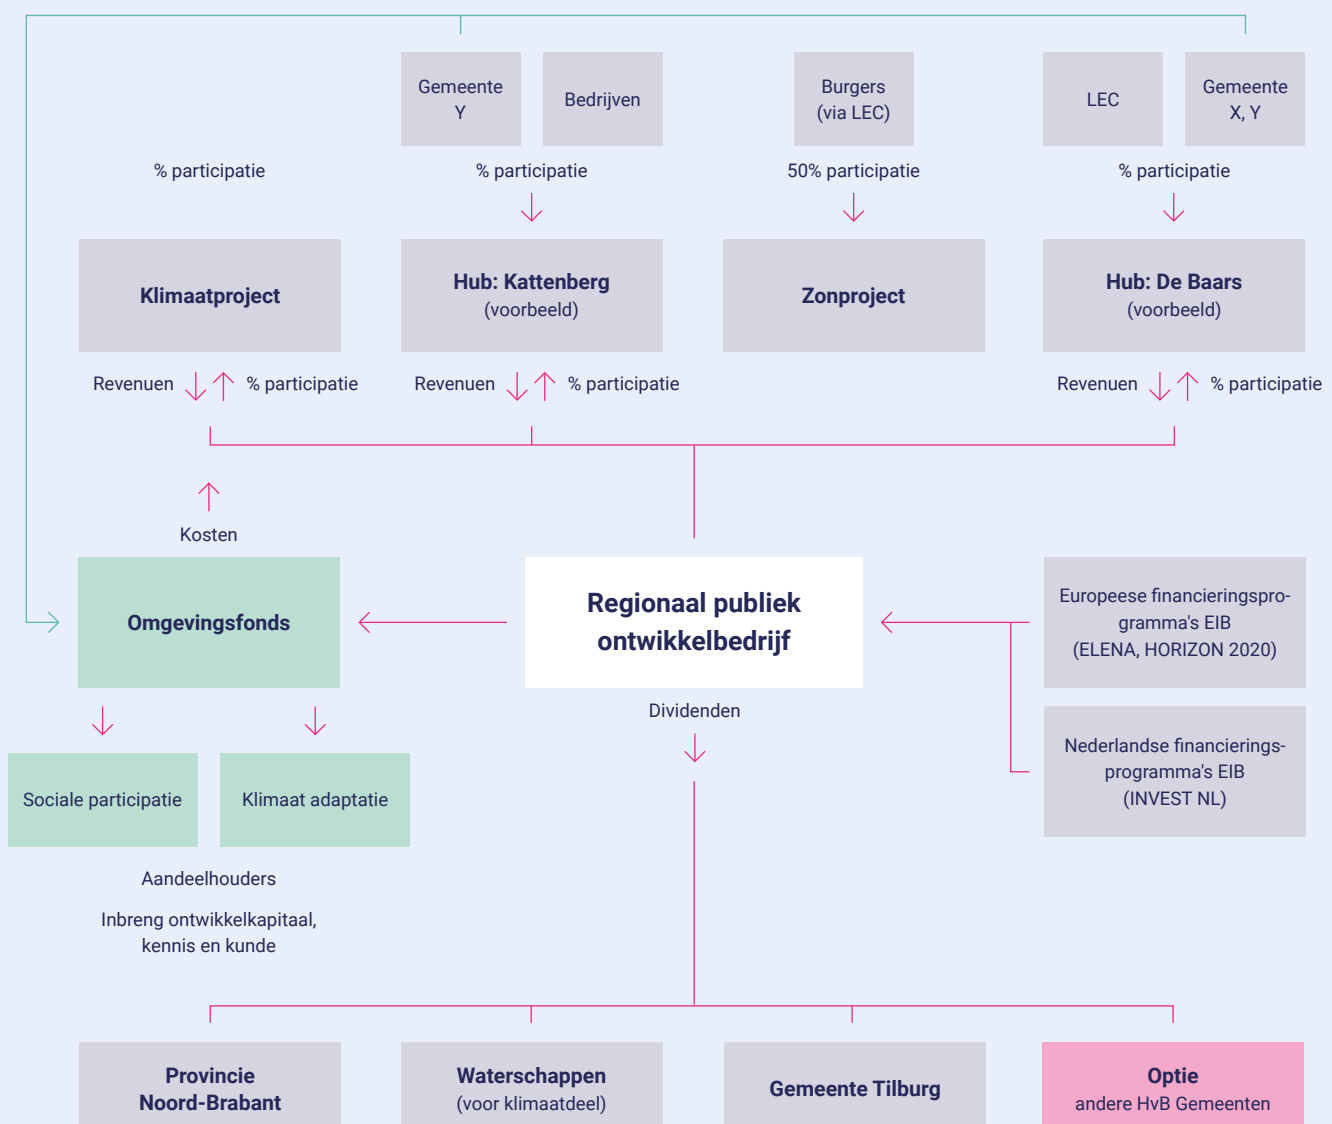 Gemeente
Y
Bedrijven
Burgers
(via LEC)
LEC
Gemeente
X, Y
% participatie
% participatie
50% participatie
% participatie
Klimaatproject
Hub: Kattenberg
(voorbeeld)
Zonproject
Hub: De Baars
(voorbeeld)
Revenuen
% participatie
Revenuen
% participatie
Revenuen
% participatie
Kosten
Omgevingsfonds
Regionaal publiek
ontwikkelbedrijf
Europeese financieringspro-
gramma's EIB
(ELENA, HORIZON 2020)
Dividenden
Nederlandse financierings-
programma's EIB
(INVEST NL)
Sociale participatie
Klimaat adaptatie
Aandeelhouders
Inbreng ontwikkelkapitaal,
kennis en kunde
Provincie
Noord-Brabant
Waterschappen
(voor klimaatdeel)
Gemeente Tilburg
Optie
andere HvB Gemeenten